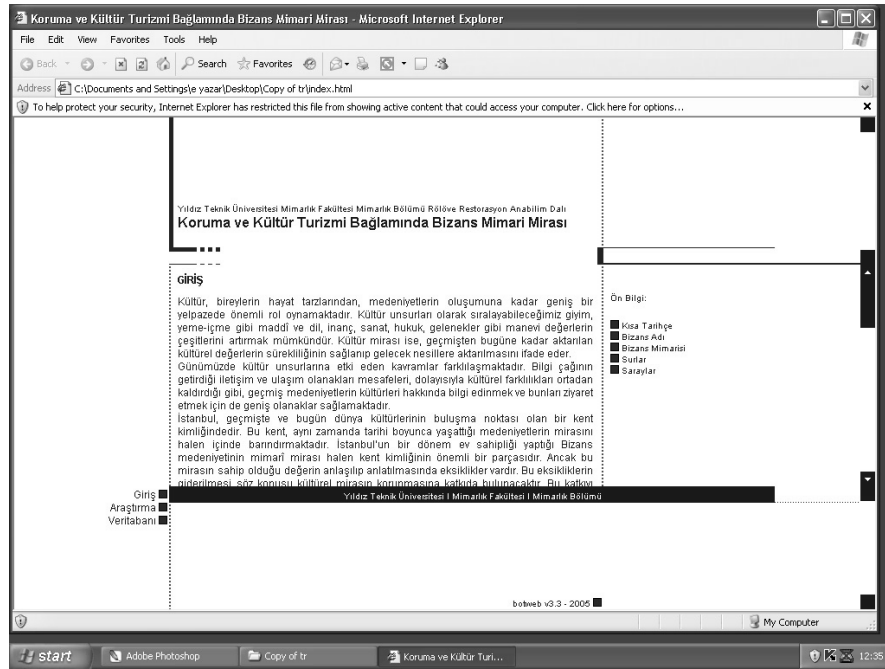 Koruma ve Kültür Turizmi Bağlamında Bizans Mimari Mirası - Microsoft Internet Explorer
File Edit View Favorites Tools Help
Back Search Favorites
Address C:\Documents and Settings\e yazar\Desktop\Copy of tr\index.html
To help protect your security, Internet Explorer has restricted this file from showing active content that could access your computer. Click here for options...
Yıldız Teknik Üniversitesi Mimarlık Fakültesi Mimarlık Bölümü Rölöve Restorasyon Anabilim Dalı
Koruma ve Kültür Turizmi Bağlamında Bizans Mimari Mirası
GİRİŞ
Kültür, bireylerin hayat tarzlarından, medeniyetlerin oluşumuna kadar geniş bir
yelpazede önemli rol oynamaktadır. Kültür unsurları olarak sıralayabileceğimiz giyim,
yeme-içme gibi maddî ve dil, inanç, sanat, hukuk, gelenekler gibi manevi değerlerin
çeşitlerini artırmak mümkündür. Kültür mirası ise, geçmişten bugüne kadar aktarılan
kültürel değerlerin sürekliliğinin sağlanıp gelecek nesillere aktarılmasını ifade eder.
Günümüzde kültür unsurlarına etki eden kavramlar farklılaşmaktadır. Bilgi çağının
getirdiği iletişim ve ulaşım olanakları mesafeleri, dolayısıyla kültürel farklılıkları ortadan
kaldırdığı gibi, geçmiş medeniyetlerin kültürleri hakkında bilgi edinmek ve bunları ziyaret
etmek için de geniş olanaklar sağlamaktadır.
İstanbul, geçmişte ve bugün dünya kültürlerinin buluşma noktası olan bir kent
kimliğindedir. Bu kent, aynı zamanda tarihi boyunca yaşattığı medeniyetlerin mirasını
halen içinde barındırmaktadır. İstanbul'un bir dönem ev sahipliği yaptığı Bizans
medeniyetinin mimarî mirası halen kent kimliğinin önemli bir parçasıdır. Ancak bu
mirasın sahip olduğu değerin anlaşılıp anlatılmasında eksiklikler vardır. Bu eksikliklerin
giderilmesi söz konusu kültürel mirasın korunmasına katkıda bulunacaktır. Bu katkıyı
Ön Bilgi:
Kısa Tarihçe
Bizans Adı
Bizans Mimarisi
Surlar
Saraylar
Giriş
Araştırma
Veritabanı
Yıldız Teknik Üniversitesi | Mimarlık Fakültesi | Mimarlık Bölümü
botweb v3.3 - 2005
My Computer
start Adobe Photoshop Copy of tr Koruma ve Kültür Turi... 12:35